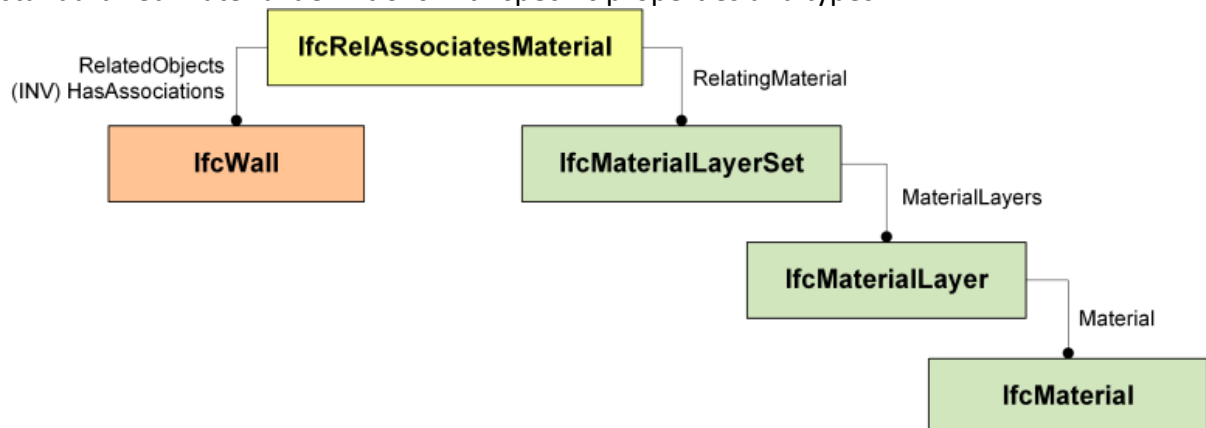 IfcRelAssociatesMaterial
RelatedObjects
(INV) HasAssociations
RelatingMaterial
IfcWall
IfcMaterialLayerSet
MaterialLayers
IfcMaterialLayer
Material
IfcMaterial